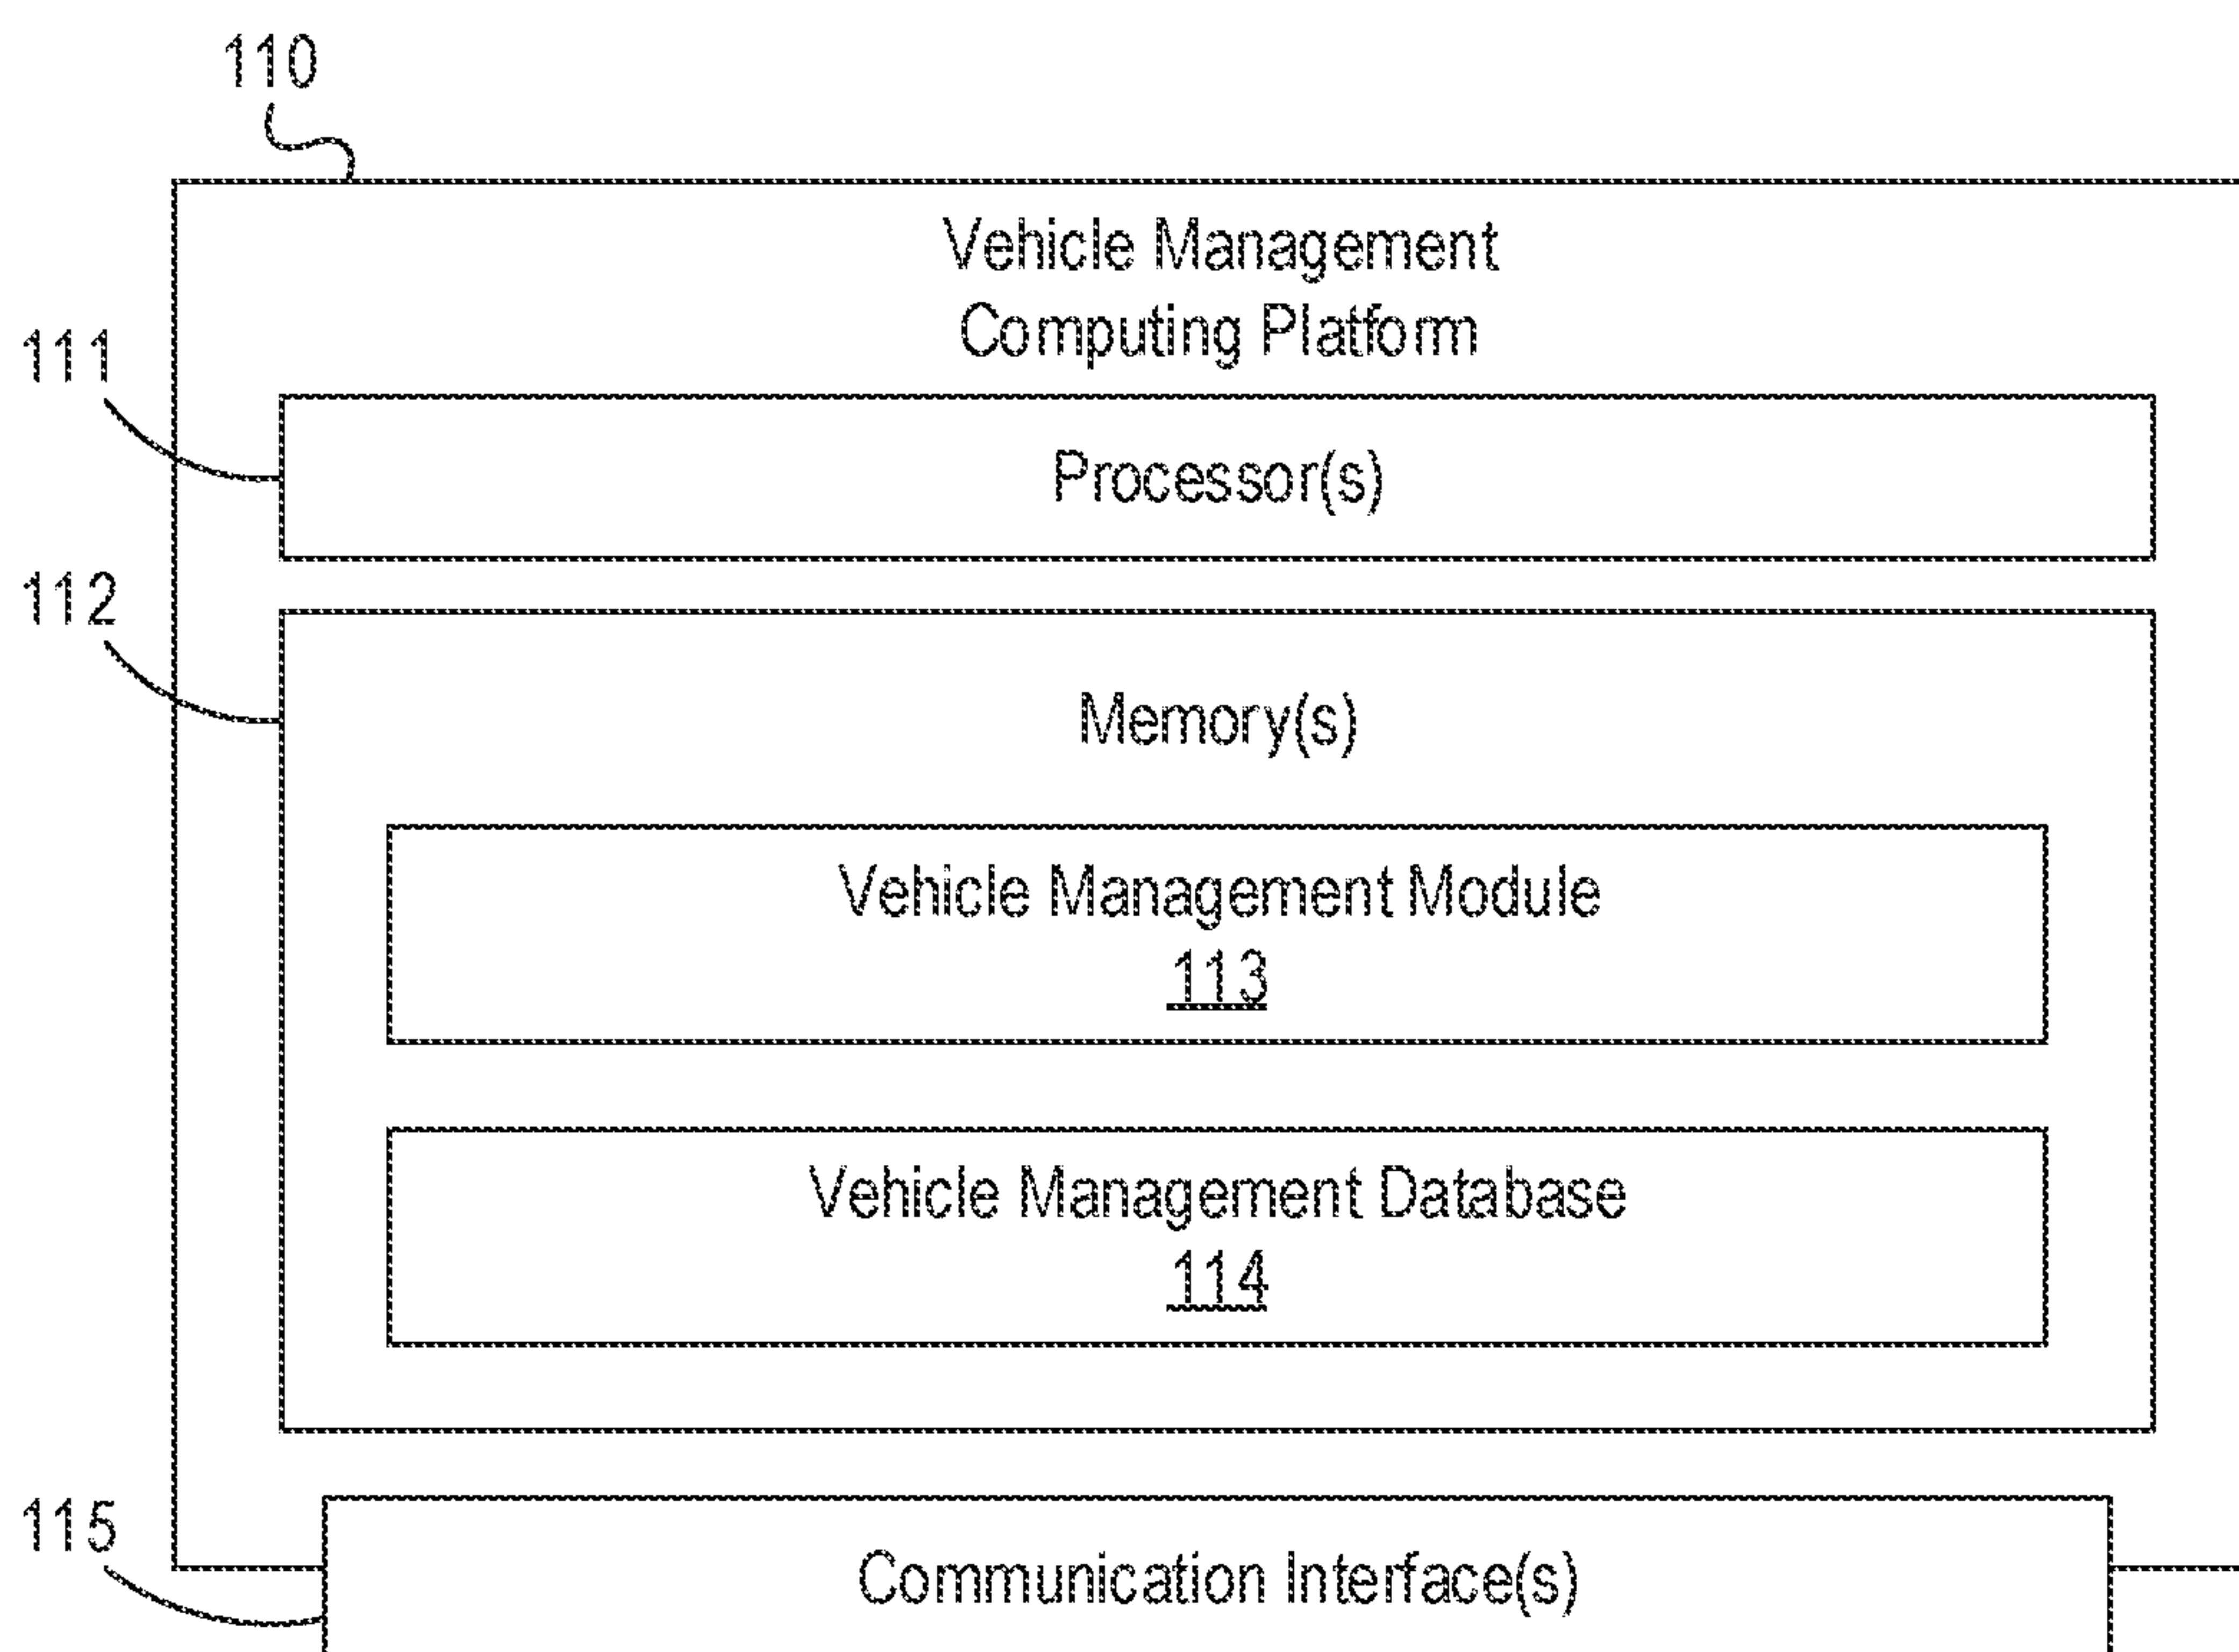 110
Vehicle Management
Computing Platform
111
Processor(s)
112
Memory(s)
Vehicle Management Module
113
Vehicle Management Database
114
115
Communication Interface(s)